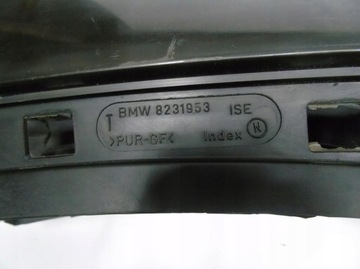 BMW 8231953 ISE
T
>PUR-GF< Index N